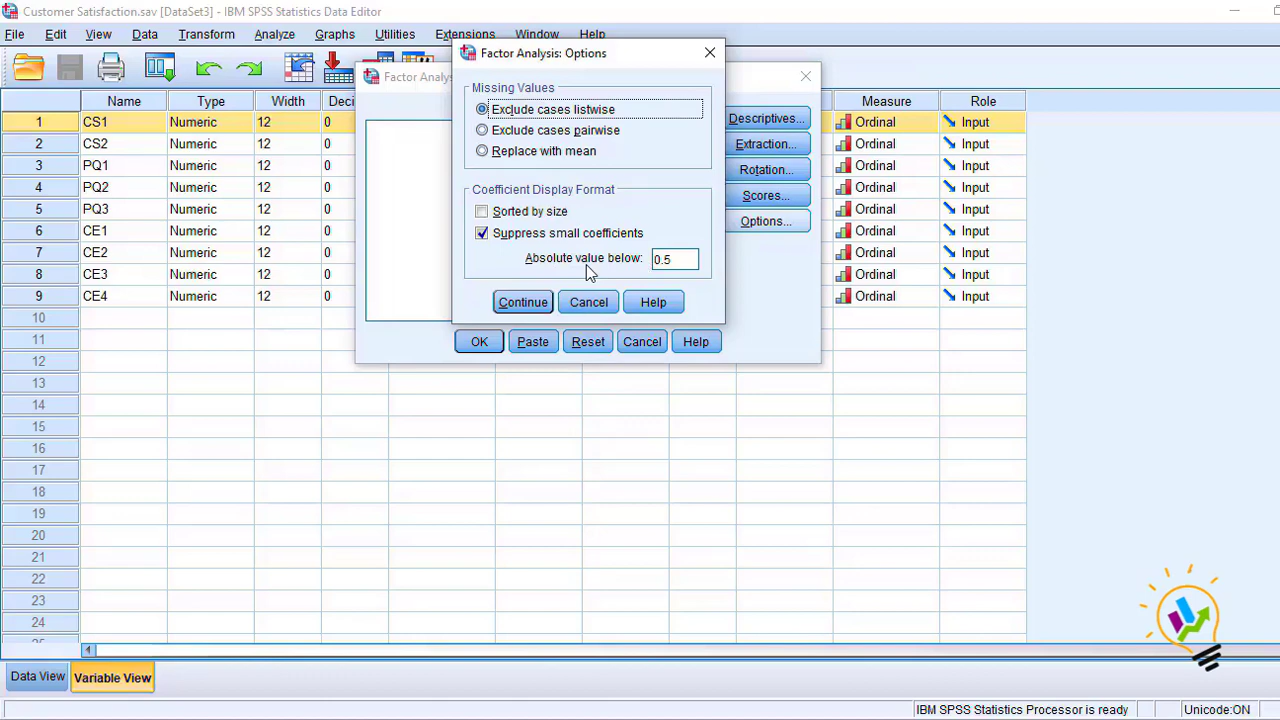 Customer Satisfaction.sav [DataSet3] - IBM SPSS Statistics Data Editor
File Edit View Data Transform Analyze Graphs Utilities Extensions Window Help
Factor Analysis: Options
Factor Analys
Missing Values
Exclude cases listwise
Exclude cases pairwise
Replace with mean
Coefficient Display Format
Sorted by size
Suppress small coefficients
Absolute value below: 0.5
Continue Cancel Help
Descriptives...
Extraction...
Rotation...
Scores...
Options...
OK Paste Reset Cancel Help
Name Type Width Deci Measure Role
1 CS1 Numeric 12 0 Ordinal Input
2 CS2 Numeric 12 0 Ordinal Input
3 PQ1 Numeric 12 0 Ordinal Input
4 PQ2 Numeric 12 0 Ordinal Input
5 PQ3 Numeric 12 0 Ordinal Input
6 CE1 Numeric 12 0 Ordinal Input
7 CE2 Numeric 12 0 Ordinal Input
8 CE3 Numeric 12 0 Ordinal Input
9 CE4 Numeric 12 0 Ordinal Input
10
11
12
13
14
15
16
17
18
19
20
21
22
23
24
Data View Variable View
IBM SPSS Statistics Processor is ready Unicode:ON